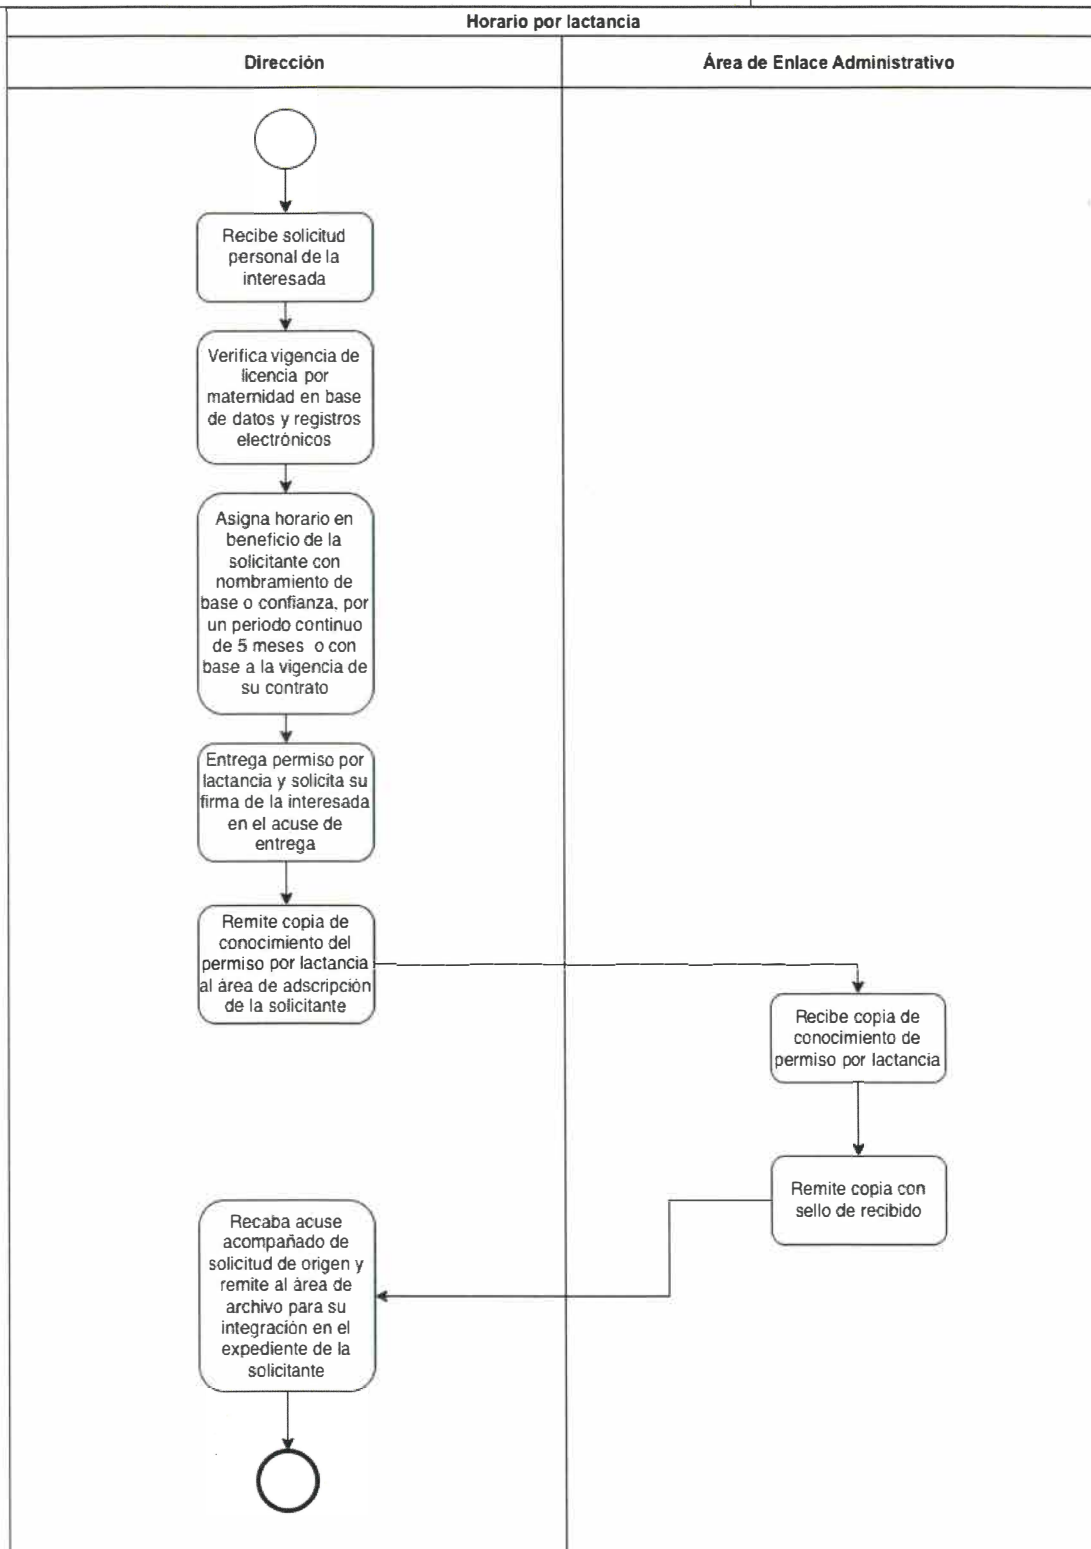 Horario por lactancia
Dirección
Área de Enlace Administrativo
Recibe solicitud
personal de la
interesada
Verifica vigencia de
licencia por
maternidad en base
de datos y registros
electrónicos
Asigna horario en
beneficio de la
solicitante con
nombramiento de
base o confianza, por
un periodo continuo
de 5 meses o con
base a la vigencia de
su contrato
Entrega permiso por
lactancia y solicita su
firma de la interesada
en el acuse de
entrega
Remite copia de
conocimiento del
permiso por lactancia
al área de adscripción
de la solicitante
Recibe copia de
conocimiento de
permiso por lactancia
Remite copia con
sello de recibido
Recaba acuse
acompañado de
solicitud de origen y
remite al área de
archivo para su
integración en el
expediente de la
solicitante